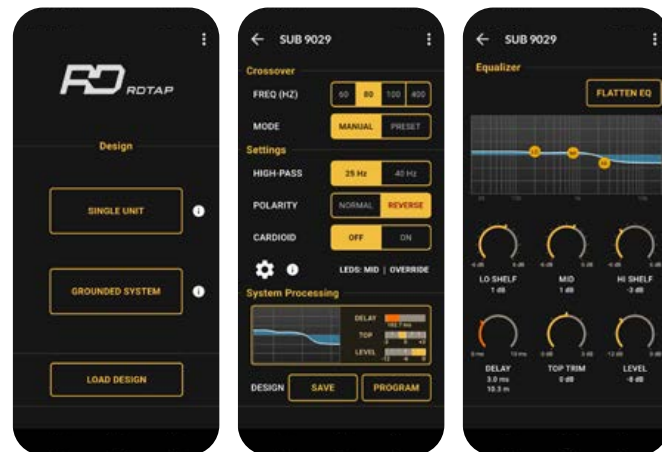 RD RDTAP
Design
SINGLE UNIT
GROUNDED SYSTEM
LOAD DESIGN
SUB 9029
Crossover
FREQ (HZ) 60 80 100 400
MODE MANUAL PRESET
Settings
HIGH-PASS 25 Hz 40 Hz
POLARITY NORMAL REVERSE
CARDIOID OFF ON
LEDS: MID | OVERRIDE
System Processing
DELAY
TOP
LEVEL
DESIGN SAVE PROGRAM
SUB 9029
Equalizer
FLATTEN EQ
LO SHELF MID HI SHELF
1 dB 1 dB -3 dB
DELAY TOP TRIM LEVEL
3.0 ms 0 dB -8 dB
10.3 m